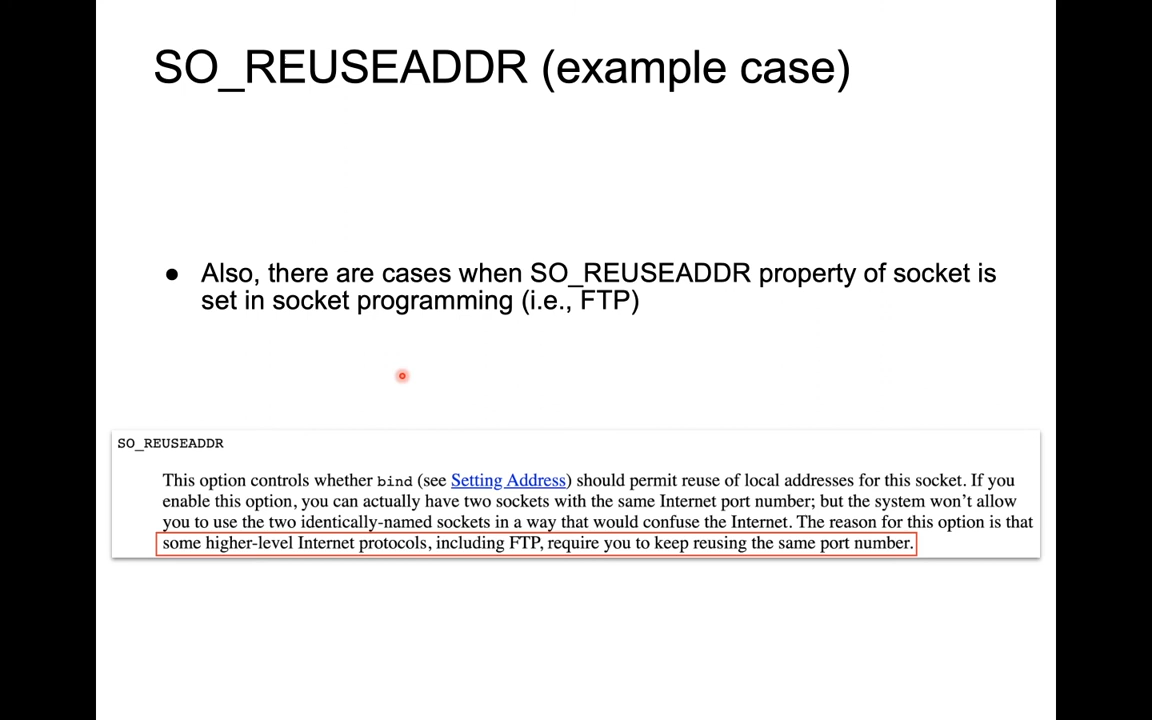 SO_REUSEADDR (example case)
● Also, there are cases when SO_REUSEADDR property of socket is
set in socket programming (i.e., FTP)
SO_REUSEADDR
This option controls whether bind (see Setting Address) should permit reuse of local addresses for this socket. If you
enable this option, you can actually have two sockets with the same Internet port number; but the system won’t allow
you to use the two identically-named sockets in a way that would confuse the Internet. The reason for this option is that
some higher-level Internet protocols, including FTP, require you to keep reusing the same port number.